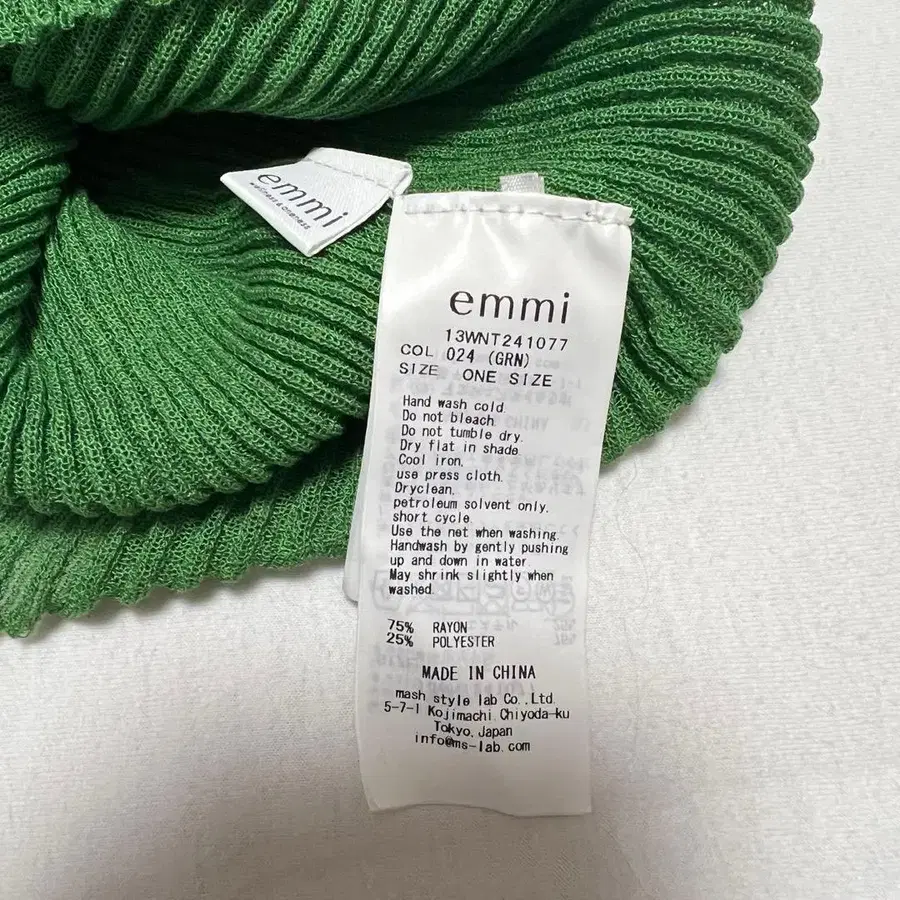 emmi
wellness & oneness
emmi
13WNT241077
COL 024 (GRN)
SIZE ONE SIZE
Hand wash cold.
Do not bleach.
Do not tumble dry.
Dry flat in shade
Cool iron,
use press cloth.
Dryclean,
petroleum solvent only,
short cycle
Use the net when washing.
Handwash by gently pushing
up and down in water.
May shrink slightly when
washed.
75% RAYON
25% POLYESTER
MADE IN CHINA
mash style lab Co.,Ltd.
5-7-1 Kojimachi Chiyoda-ku
Tokyo, Japan
info@ms-lab.com